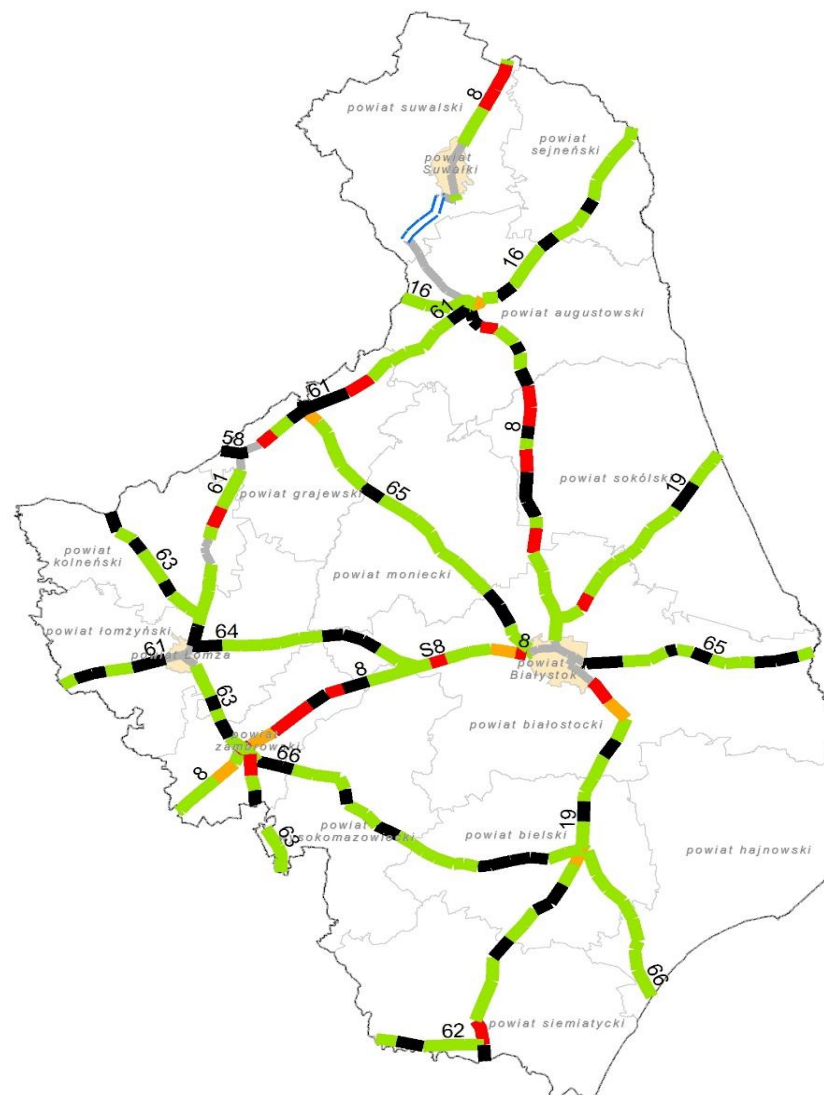 8
powiat suwalski
powiat
sejneński
powiat
Suwałki
16
16
61
powiat augustowski
61
8
58
61
powiat grajewski
65
powiat sokólski
19
powiat
kolneński
63
powiat moniecki
powiat łomżyński
64
61
powiat Łomża
S8
8
65
powiat
Białystok
8
63
powiat białostocki
powiat
zambrowski
66
8
19
powiat
wysokomazowiecki
powiat bielski
powiat hajnowski
63
66
powiat siemiatycki
62